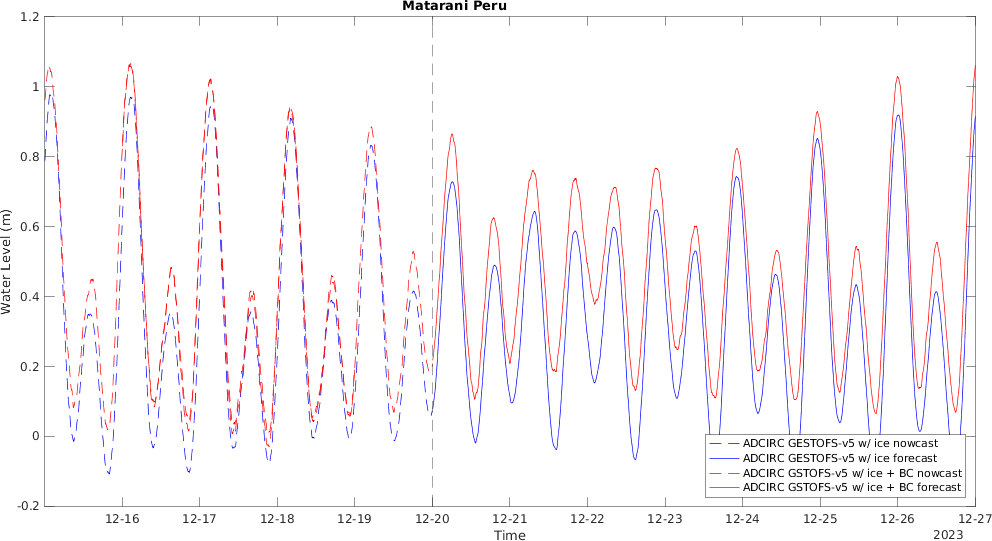 Matarani Peru
1.2
1
0.8
0.6
0.4
0.2
0
-0.2
Water Level (m)
ADCIRC GESTOFS-v5 w/ ice nowcast
ADCIRC GESTOFS-v5 w/ ice forecast
ADCIRC GSTOFS-v5 w/ ice + BC nowcast
ADCIRC GSTOFS-v5 w/ ice + BC forecast
12-16 12-17 12-18 12-19 12-20 12-21 12-22 12-23 12-24 12-25 12-26 12-27
Time
2023